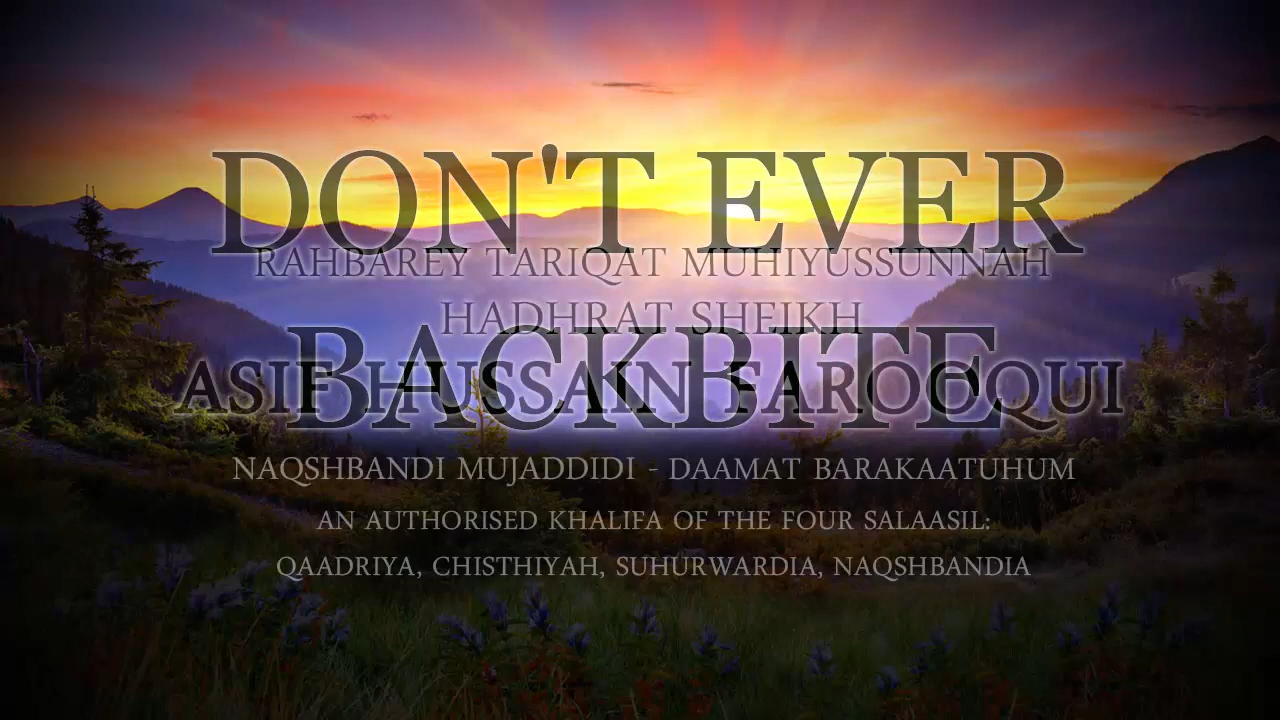 DON'T EVER
RAHBAREY TARIQAT MUHIYUSSUNNAH
HADHRAT SHEIKH
BACKBITE
ASIF HUSSAIN FAROOQUI
NAQSHBANDI MUJADDIDI - DAAMAT BARAKAATUHUM
AN AUTHORISED KHALIFA OF THE FOUR SALAASIL:
QAADRIYA, CHISTHIYAH, SUHURWARDIA, NAQSHBANDIA